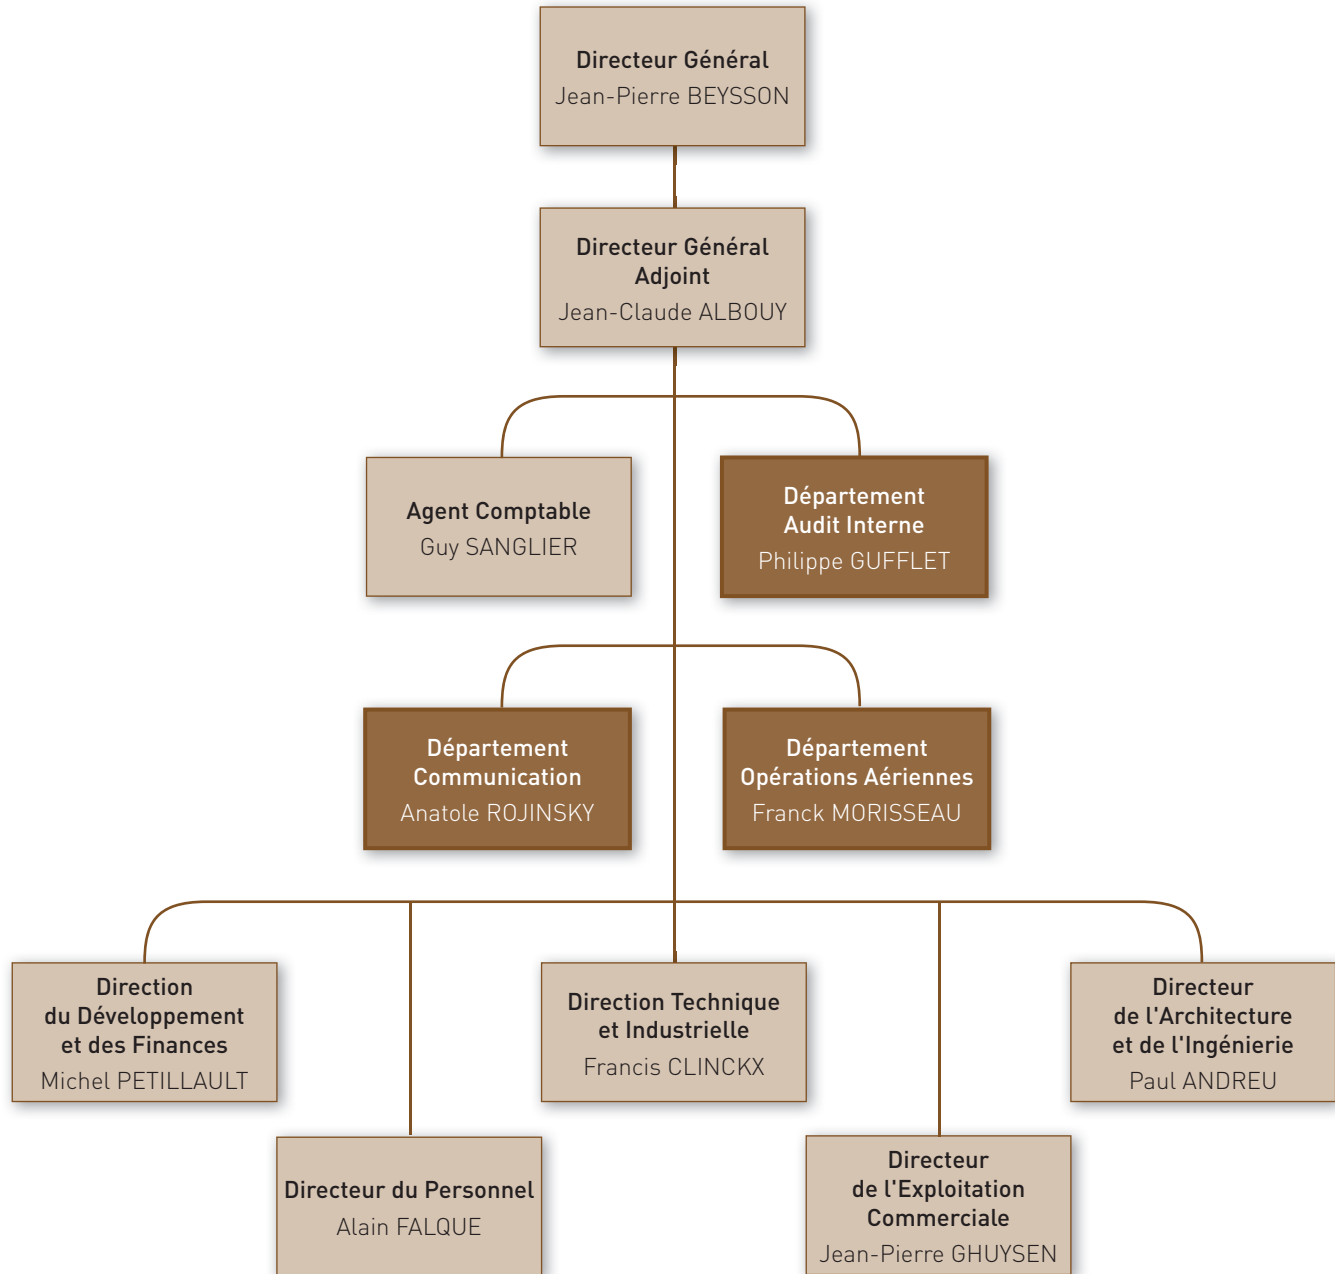 Directeur Général
Jean-Pierre BEYSSON
Directeur Général
Adjoint
Jean-Claude ALBOUY
Agent Comptable
Guy SANGLIER
Département
Audit Interne
Philippe GUFFLET
Département
Communication
Anatole ROJINSKY
Département
Opérations Aériennes
Franck MORISSEAU
Direction
du Développement
et des Finances
Michel PETILLAULT
Direction Technique
et Industrielle
Francis CLINCKX
Directeur
de l'Architecture
et de l'Ingénierie
Paul ANDREU
Directeur du Personnel
Alain FALQUE
Directeur
de l'Exploitation
Commerciale
Jean-Pierre GHUYSEN